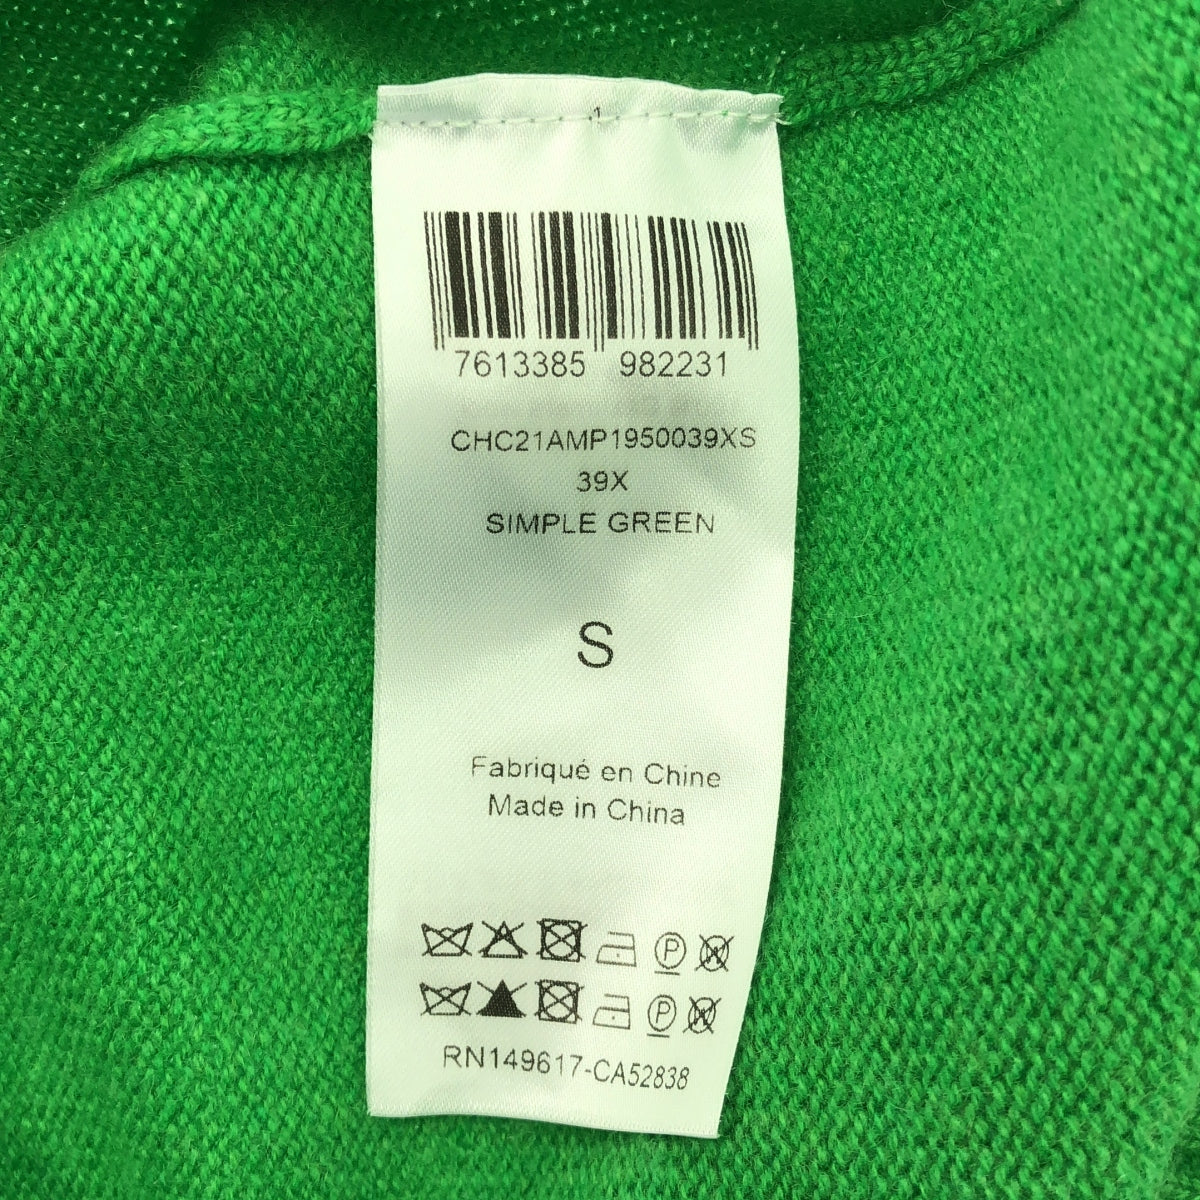 7613385 982231
CHC21AMP1950039XS
39X
SIMPLE GREEN
S
Fabriqué en Chine
Made in China
P W
P W
RN149617-CA52838